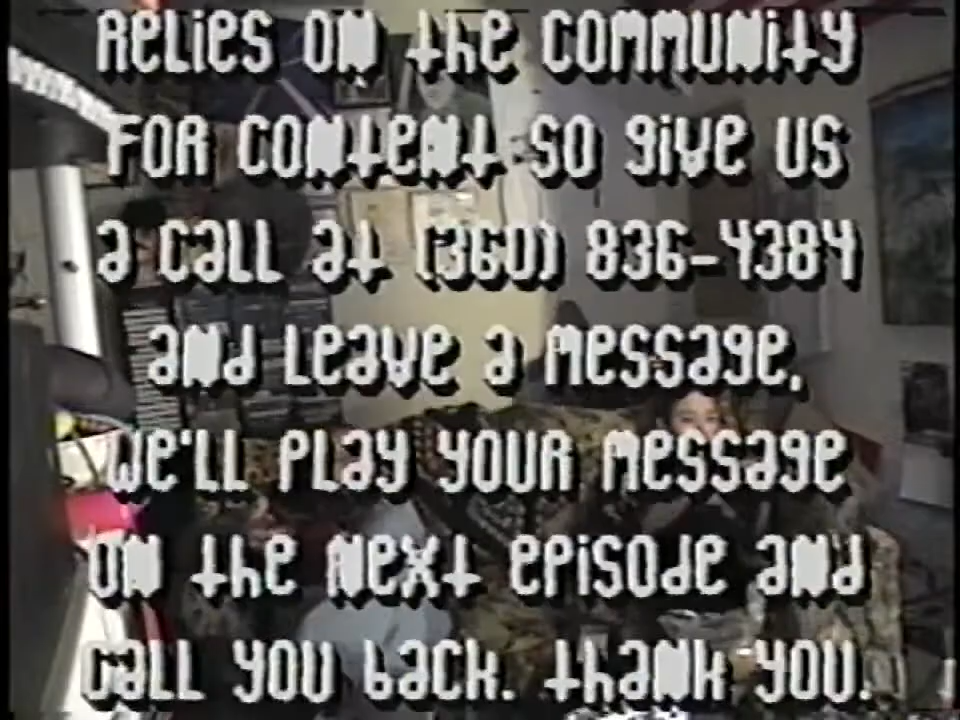 RELIES ON the COMMUNITY
FOR CONTENT SO GIVE US
a CALL at (360) 836-4384
AND LEAVE a MESSAGE,
WE'LL PLAY YOUR MESSAGE
ON the NEXT EPISODE AND
CALL YOU BACK. THANK YOU.